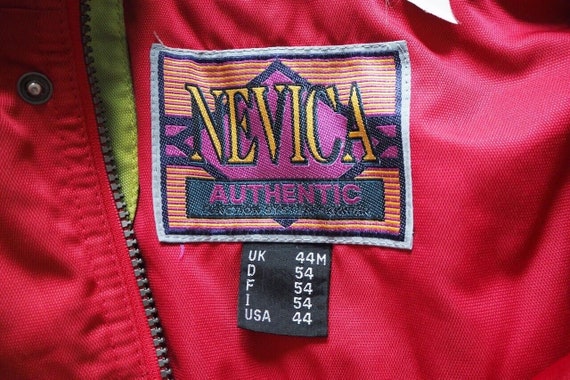 NEVICA
AUTHENTIC
UK 44M
D 54
F 54
I 54
USA 44